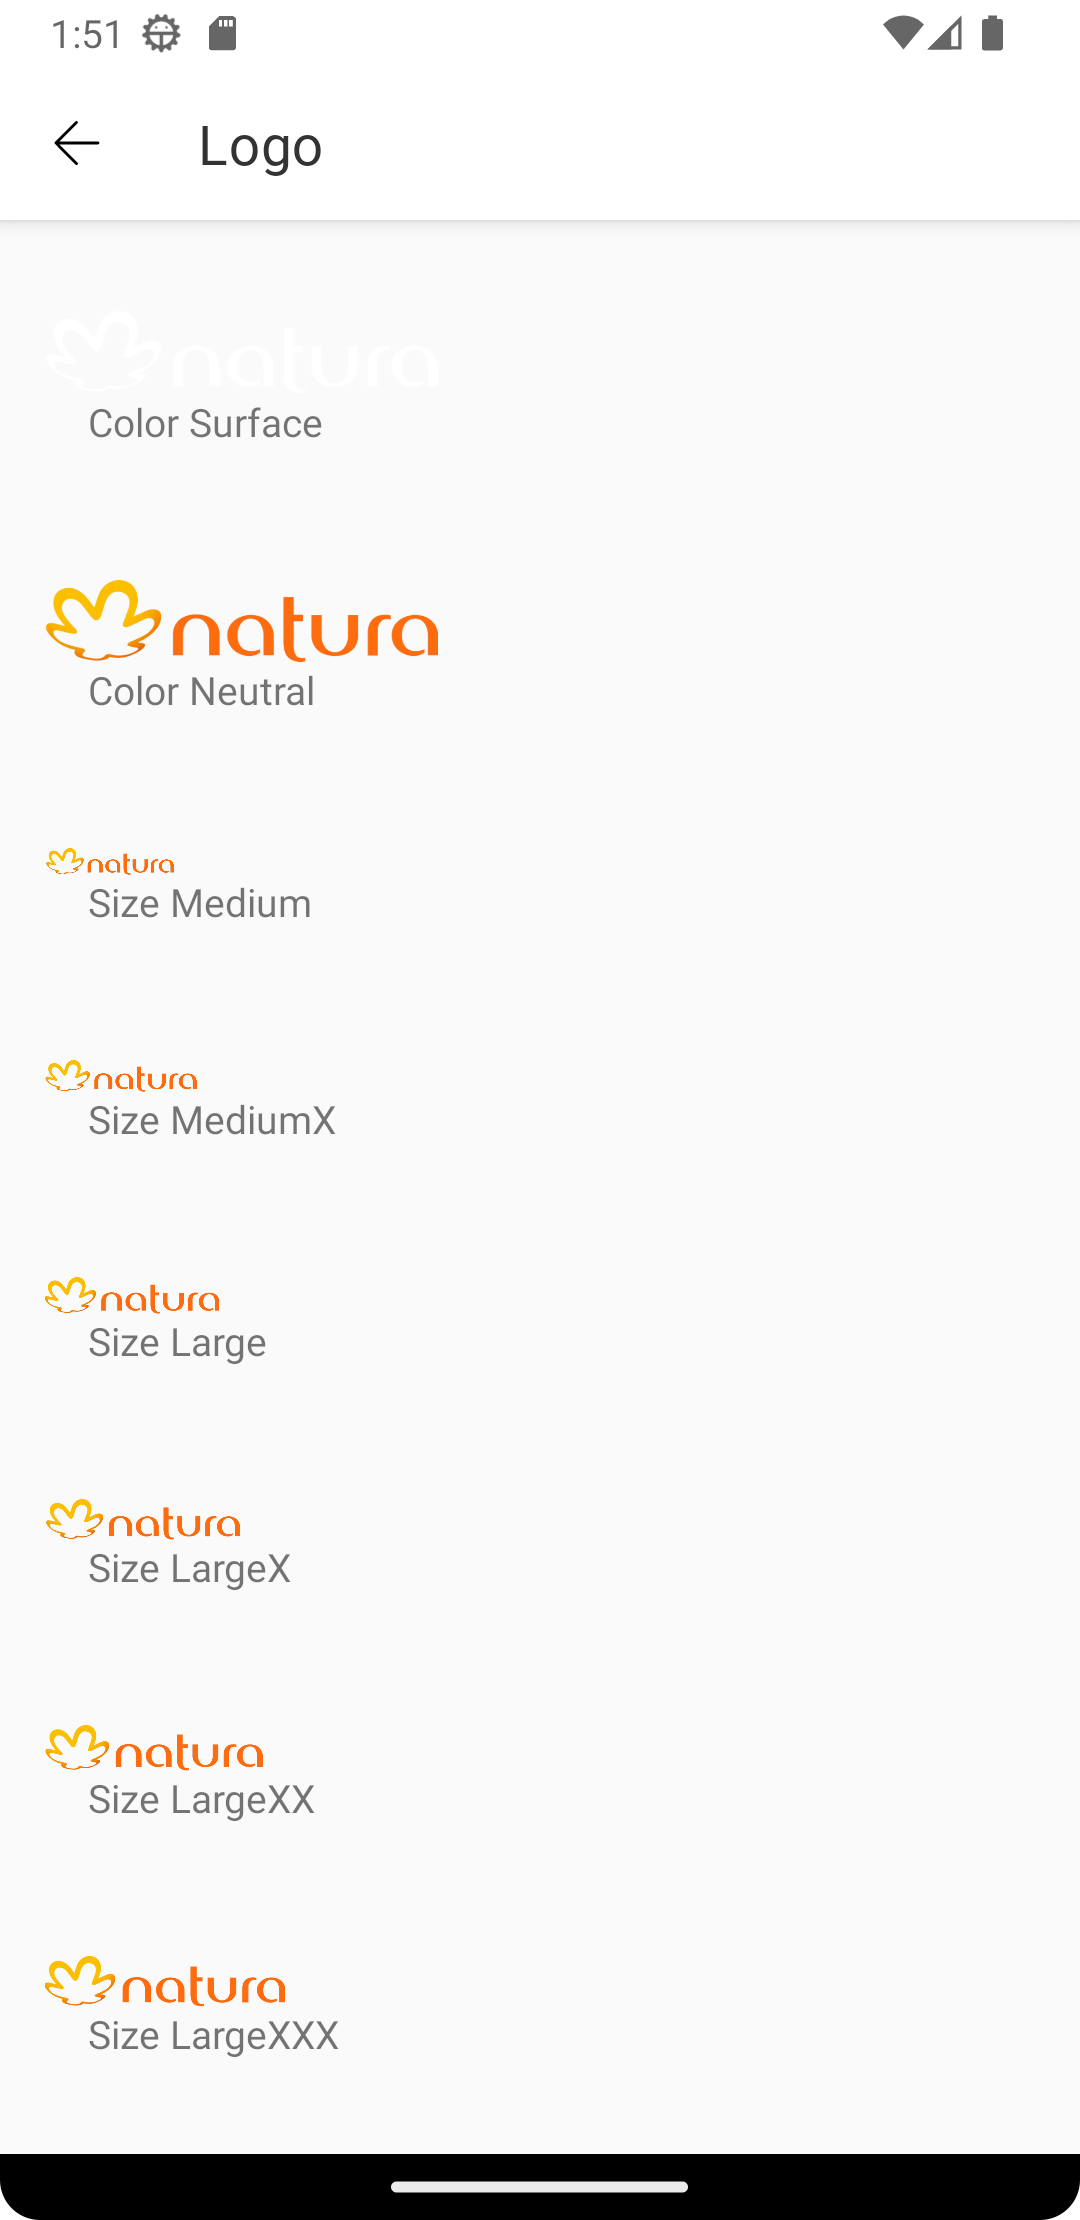 1:51
Logo
natura
Color Surface
natura
Color Neutral
natura
Size Medium
natura
Size MediumX
natura
Size Large
natura
Size LargeX
natura
Size LargeXX
natura
Size LargeXXX